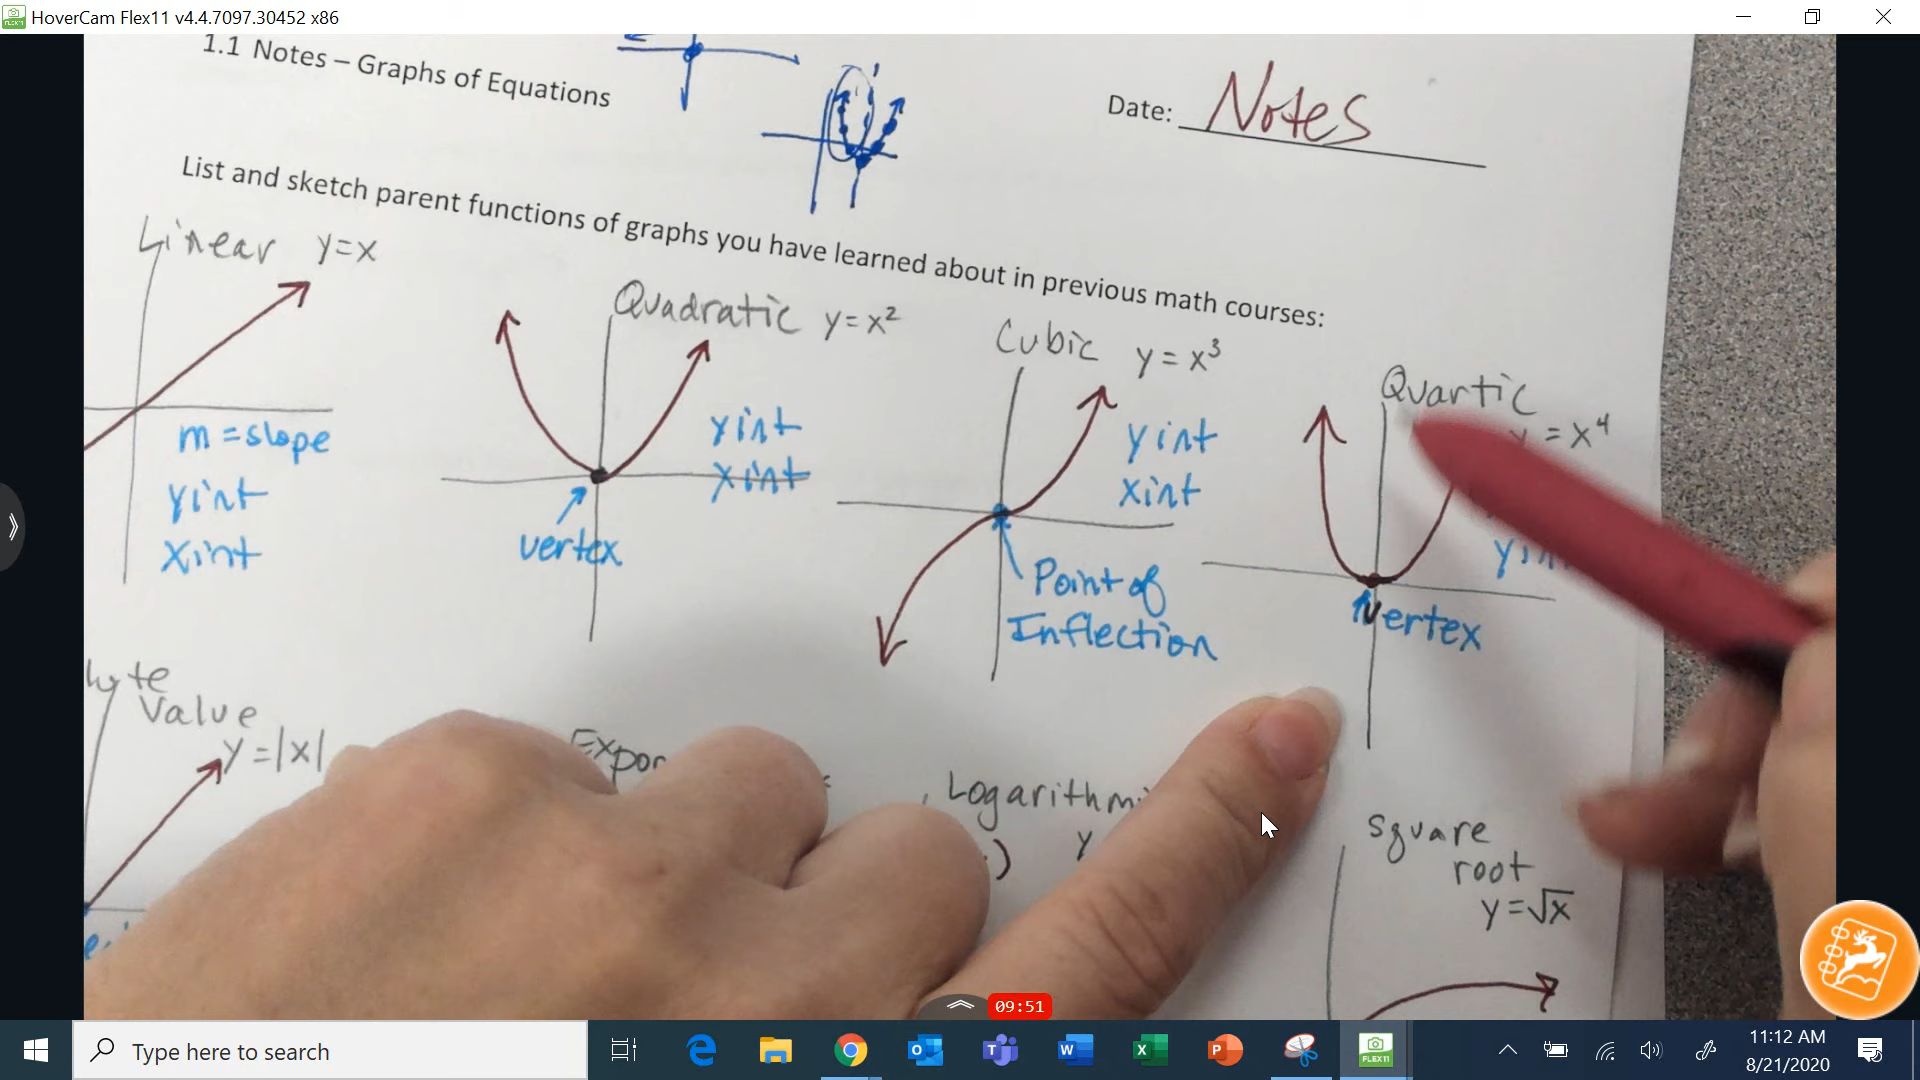 HoverCam Flex11 v4.4.7097.30452 x86
1.1 Notes – Graphs of Equations
Date: Notes
List and sketch parent functions of graphs you have learned about in previous math courses:
Linear y=x
m=slope
yint
xint
Quadratic y=x²
yint
xint
vertex
Cubic y=x³
yint
xint
Point of
Inflection
Quartic
y=x⁴
vertex
Value
y=|x|
Logarithmi
y
square
root
y=√x
09:51
Type here to search
11:12 AM
8/21/2020
FLEX11